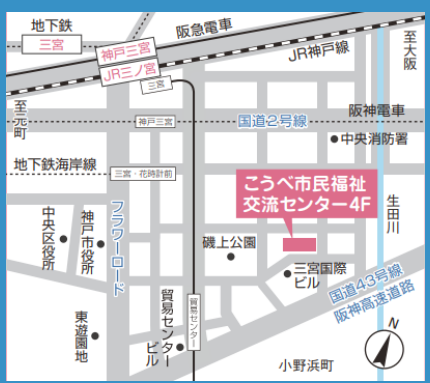 地下鉄
三宮
阪急電車
神戸三宮
JR三ノ宮
三宮
JR神戸線
至大阪
至元町
神戸三宮
国道2号線
阪神電車
中央消防署
地下鉄海岸線
三宮・花時計前
こうべ市民福祉
交流センター4F
生田川
中央区役所
神戸市役所
フラワーロード
磯上公園
三宮国際
ビル
国道43号線
阪神高速道路
東遊園地
貿易センター
ビル
貿易センター
小野浜町
N